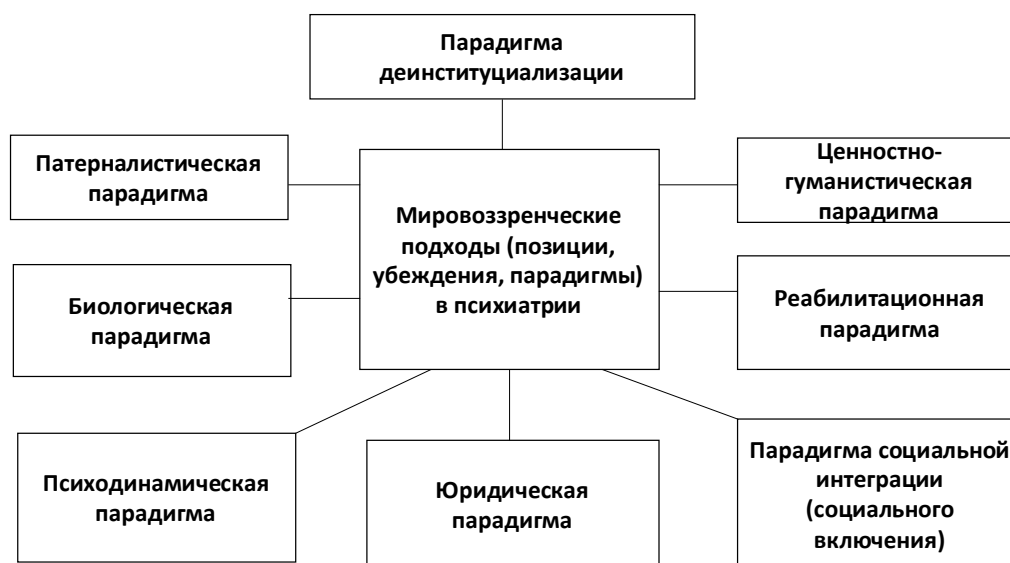 Парадигма
деинституциализации
Патерналистическая
парадигма
Ценностно-
гуманистическая
парадигма
Мировоззренческие
подходы (позиции,
убеждения, парадигмы)
в психиатрии
Биологическая
парадигма
Реабилитационная
парадигма
Психодинамическая
парадигма
Юридическая
парадигма
Парадигма социальной
интеграции
(социального
включения)